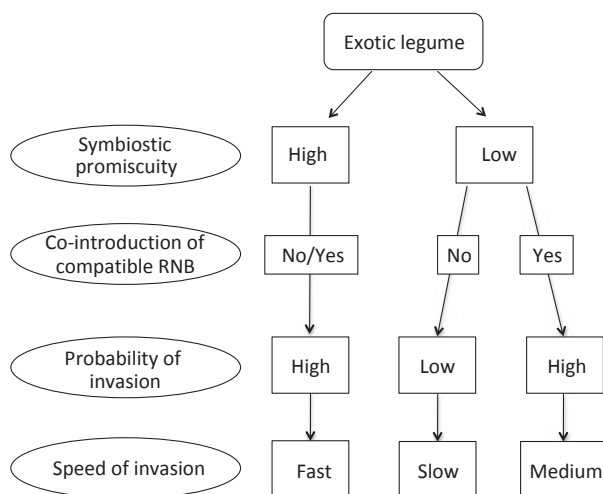 Exotic legume
Symbiostic
promiscuity
High
Low
Co-introduction of
compatible RNB
No/Yes
No
Yes
Probability of
invasion
High
Low
High
Speed of invasion
Fast
Slow
Medium